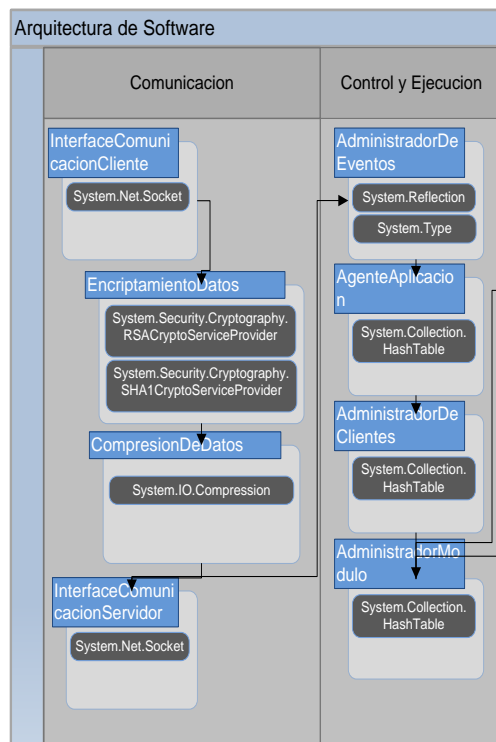 Arquitectura de Software
Comunicacion
InterfaceComuni
cacionCliente
System.Net.Socket
EncriptamientoDatos
System.Security.Cryptography.
RSACryptoServiceProvider
System.Security.Cryptography.
SHA1CryptoServiceProvider
CompresionDeDatos
System.IO.Compression
InterfaceComuni
cacionServidor
System.Net.Socket
Control y Ejecucion
AdministradorDe
Eventos
System.Reflection
System.Type
AgenteAplicacio
n
System.Collection.
HashTable
AdministradorDe
Clientes
System.Collection.
HashTable
AdministradorMo
dulo
System.Collection.
HashTable